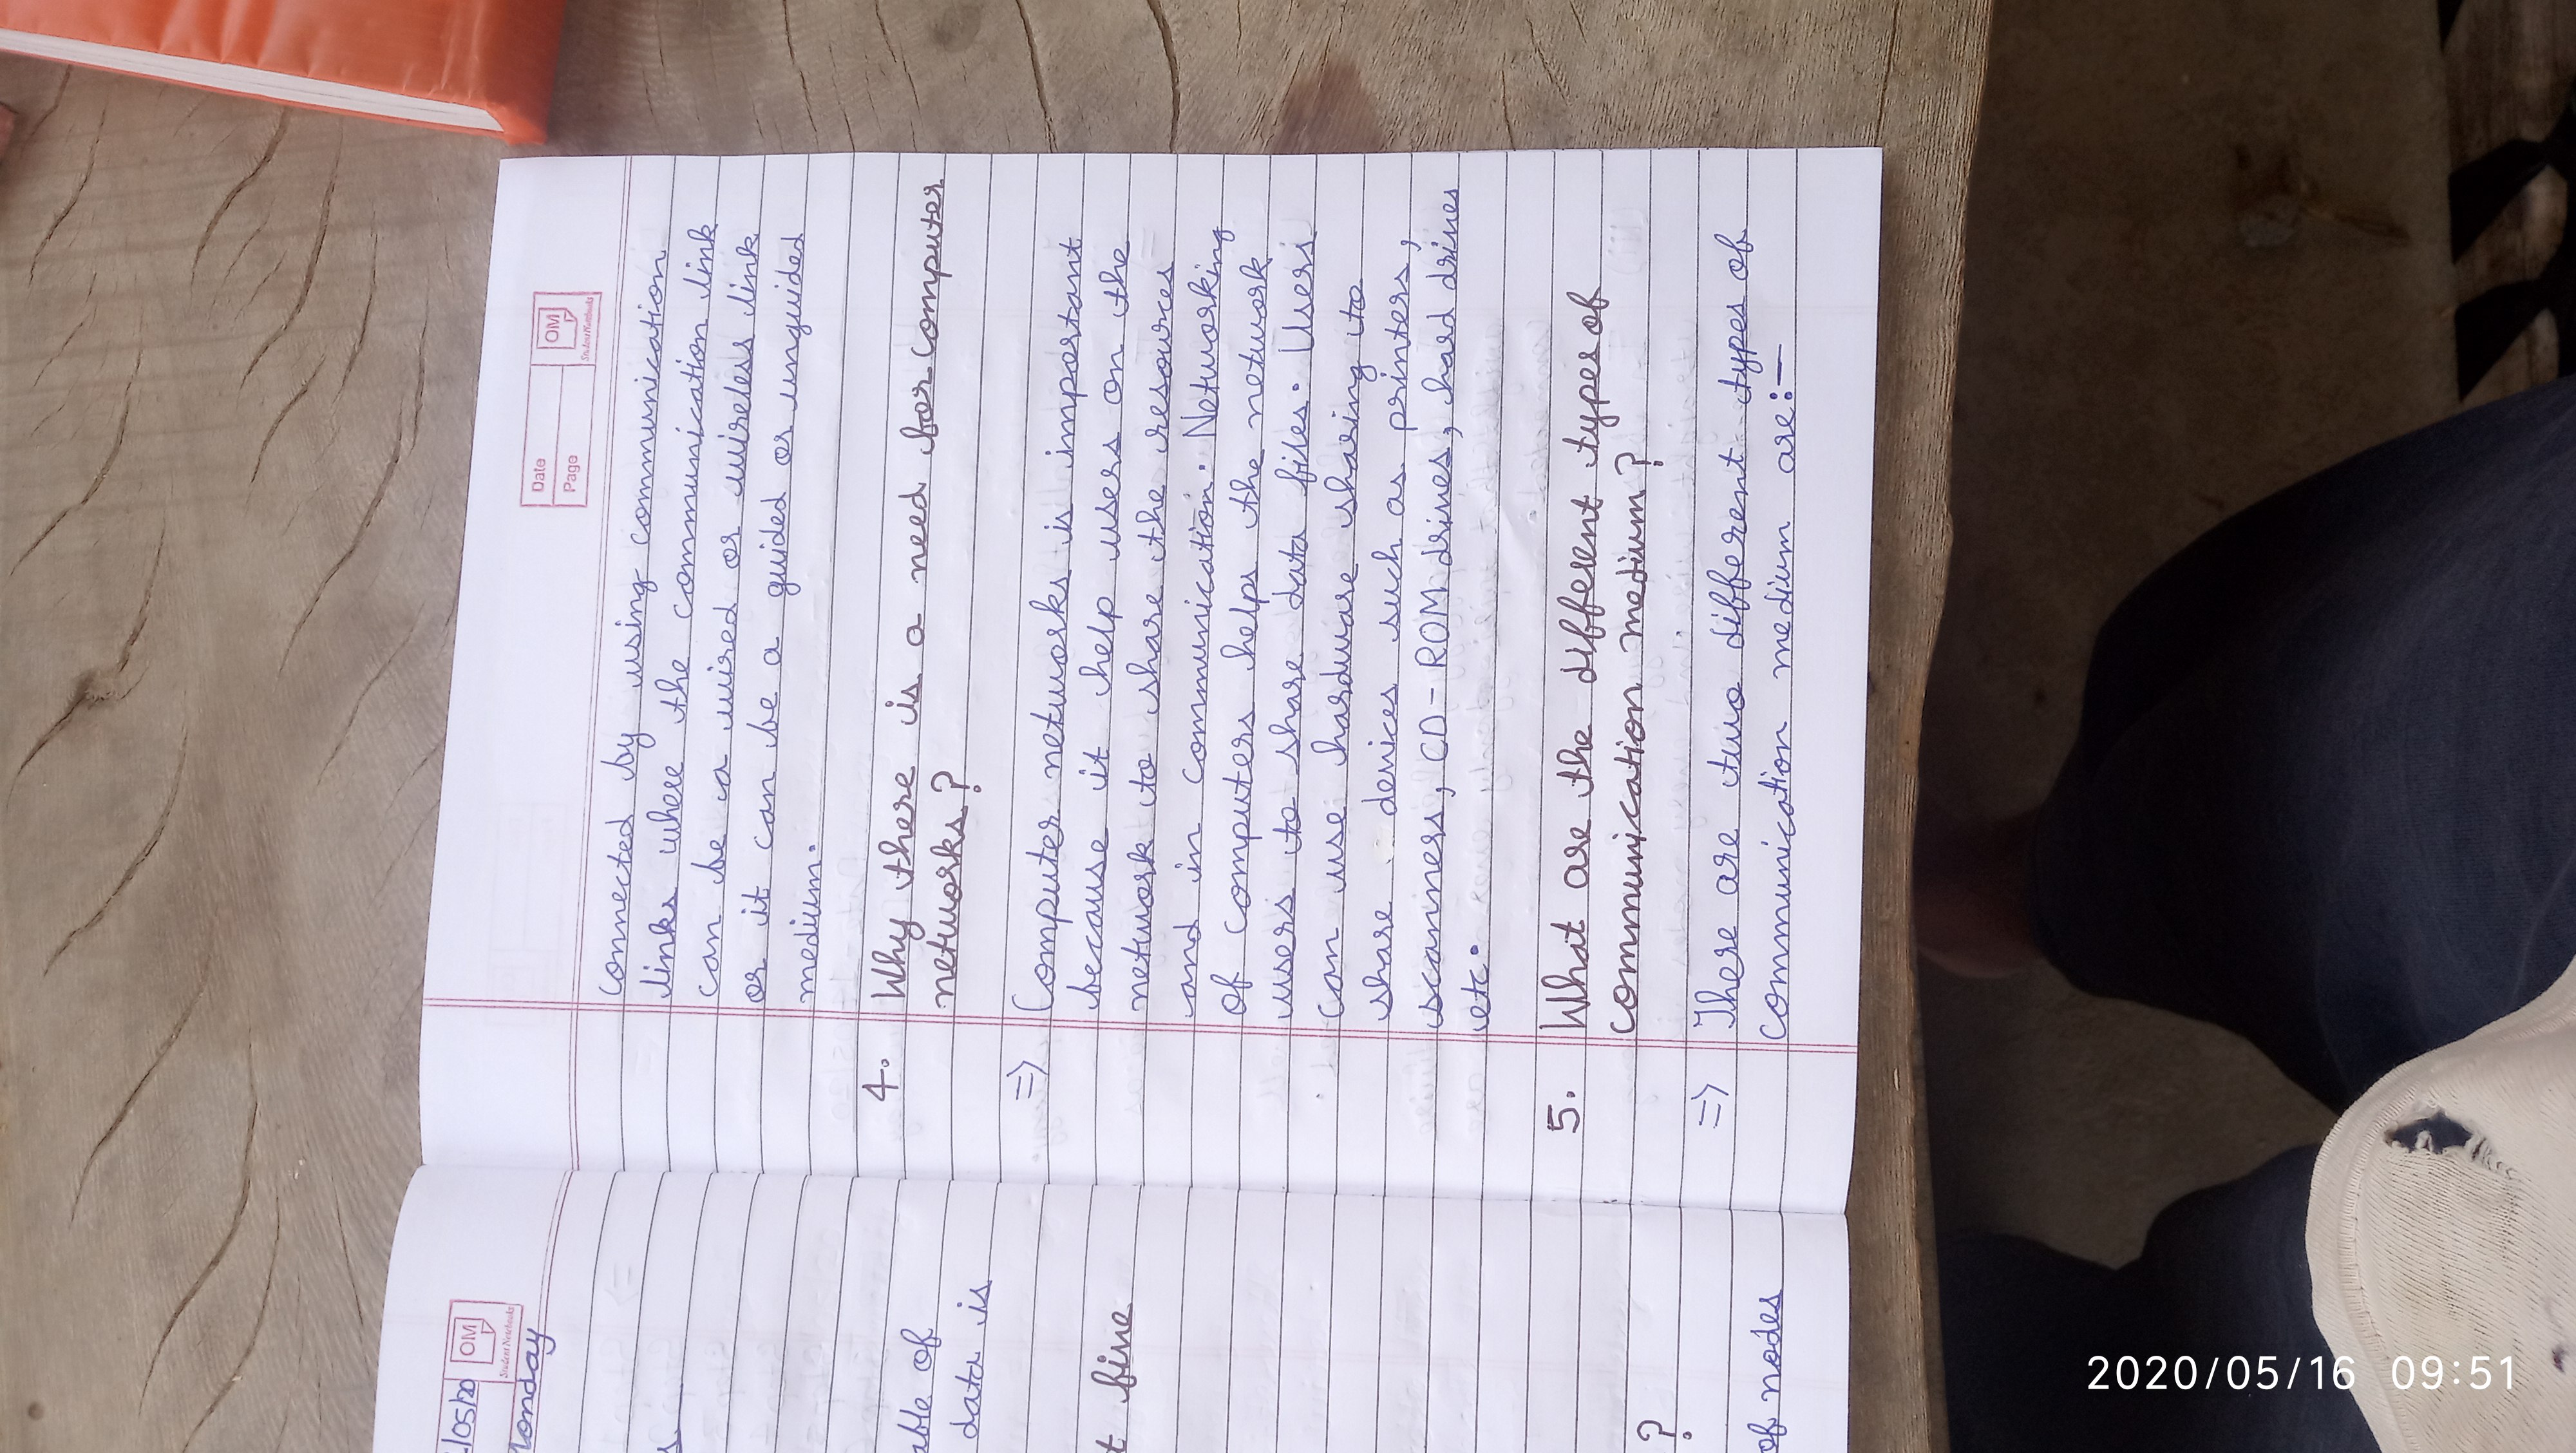 ./05/20
Monday
able of
data is
t five
?
of nodes
Date
Page
OM
Student Notebooks
OM
Student Notebooks
connected by using communication
links where the communication link
can be a wired or wireless link
or it can be a guided or unguided
medium.
4. Why there is a need for computer
networks?
=> Computer networks is important
because it help users on the
network to share the resources
and in communication. Networking
of computers helps the network
users to share data files. Users
can use hardware sharing to
share devices such as printers,
scanners, CD-ROM drives, hard drives
etc.
5. What are the different types of
communication medium?
=> There are two different types of
communication medium are:-
2020/05/16 09:51